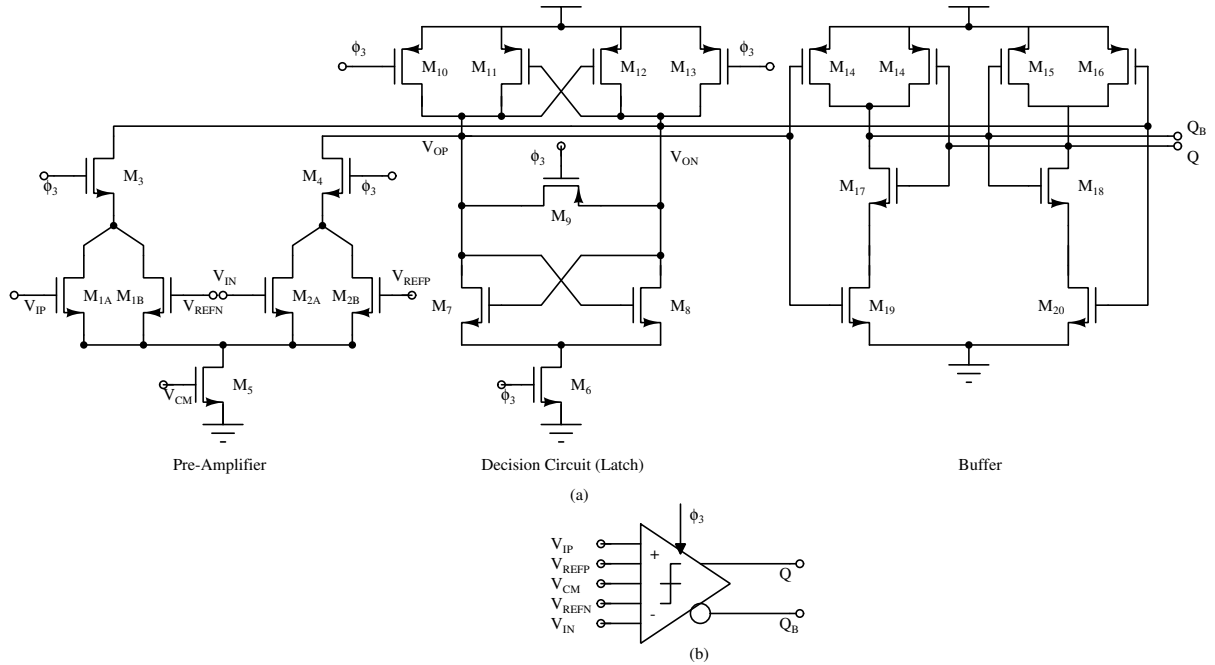 ϕ3
M10
M11
M12
M13
ϕ3
M14
M14
M15
M16
VOP
VON
QB
Q
ϕ3
M3
M4
ϕ3
ϕ3
M9
M17
M18
VIP
M1A
M1B
VREFN
VIN
M2A
M2B
VREFP
M7
M8
M19
M20
VCM
M5
ϕ3
M6
Pre-Amplifier
Decision Circuit (Latch)
Buffer
(a)
ϕ3
VIP
VREFP
VCM
VREFN
VIN
+
-
Q
QB
(b)